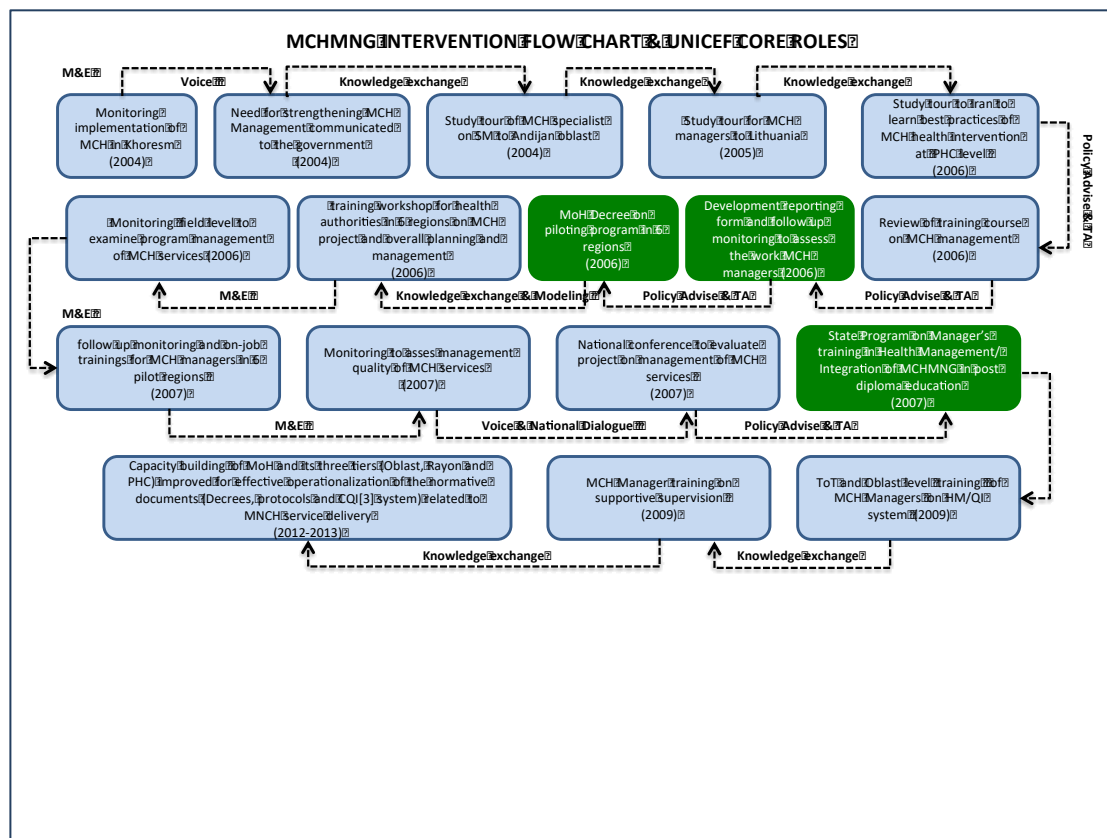 MCHMNG INTERVENTION FLOW CHART & UNICEF CORE ROLES
M&E
Voice
Knowledge exchange
Knowledge exchange
Knowledge exchange
Monitoring
implementation of
MCH in Khoresm
(2004)
Need for strengthening MCH
Management communicated
to the government
(2004)
Study tour of MCH specialist
on SM to Andijan oblast
(2004)
Study tour for MCH
managers to Lithuania
(2005)
Study tour to Iran to
learn best practices of
MCH health intervention
at PHC level
(2006)
Policy Advise & TA
Monitoring field level to
examine program management
of MCH services (2006)
training workshop for health
authorities in 6 regions on MCH
project and overall planning and
management
(2006)
MoH Decree on
piloting program in 6
regions
(2006)
Development reporting
form and follow up
monitoring to assess
the work MCH
managers (2006)
Review of training course
on MCH management
(2006)
M&E
Knowledge exchange & Modeling
Policy Advise & TA
Policy Advise & TA
M&E
follow up monitoring and on-job
trainings for MCH managers in 6
pilot regions
(2007)
Monitoring to asses management
quality of MCH services
(2007)
National conference to evaluate
project on management of MCH
services
(2007)
State Program on Manager's
training in Health Management/
Integration of MCHMNG in post
diploma education
(2007)
M&E
Voice & National Dialogue
Policy Advise & TA
Capacity building of MoH and its three tiers (Oblast, Rayon and
PHC) improved for effective operationalization of the normative
documents (Decrees, protocols and CQI[3] system) related to
MNCH service delivery
(2012-2013)
MCH Manager training on
supportive supervision
(2009)
ToT and Oblast level training of
MCH Managers on HM/QI
system (2009)
Knowledge exchange
Knowledge exchange